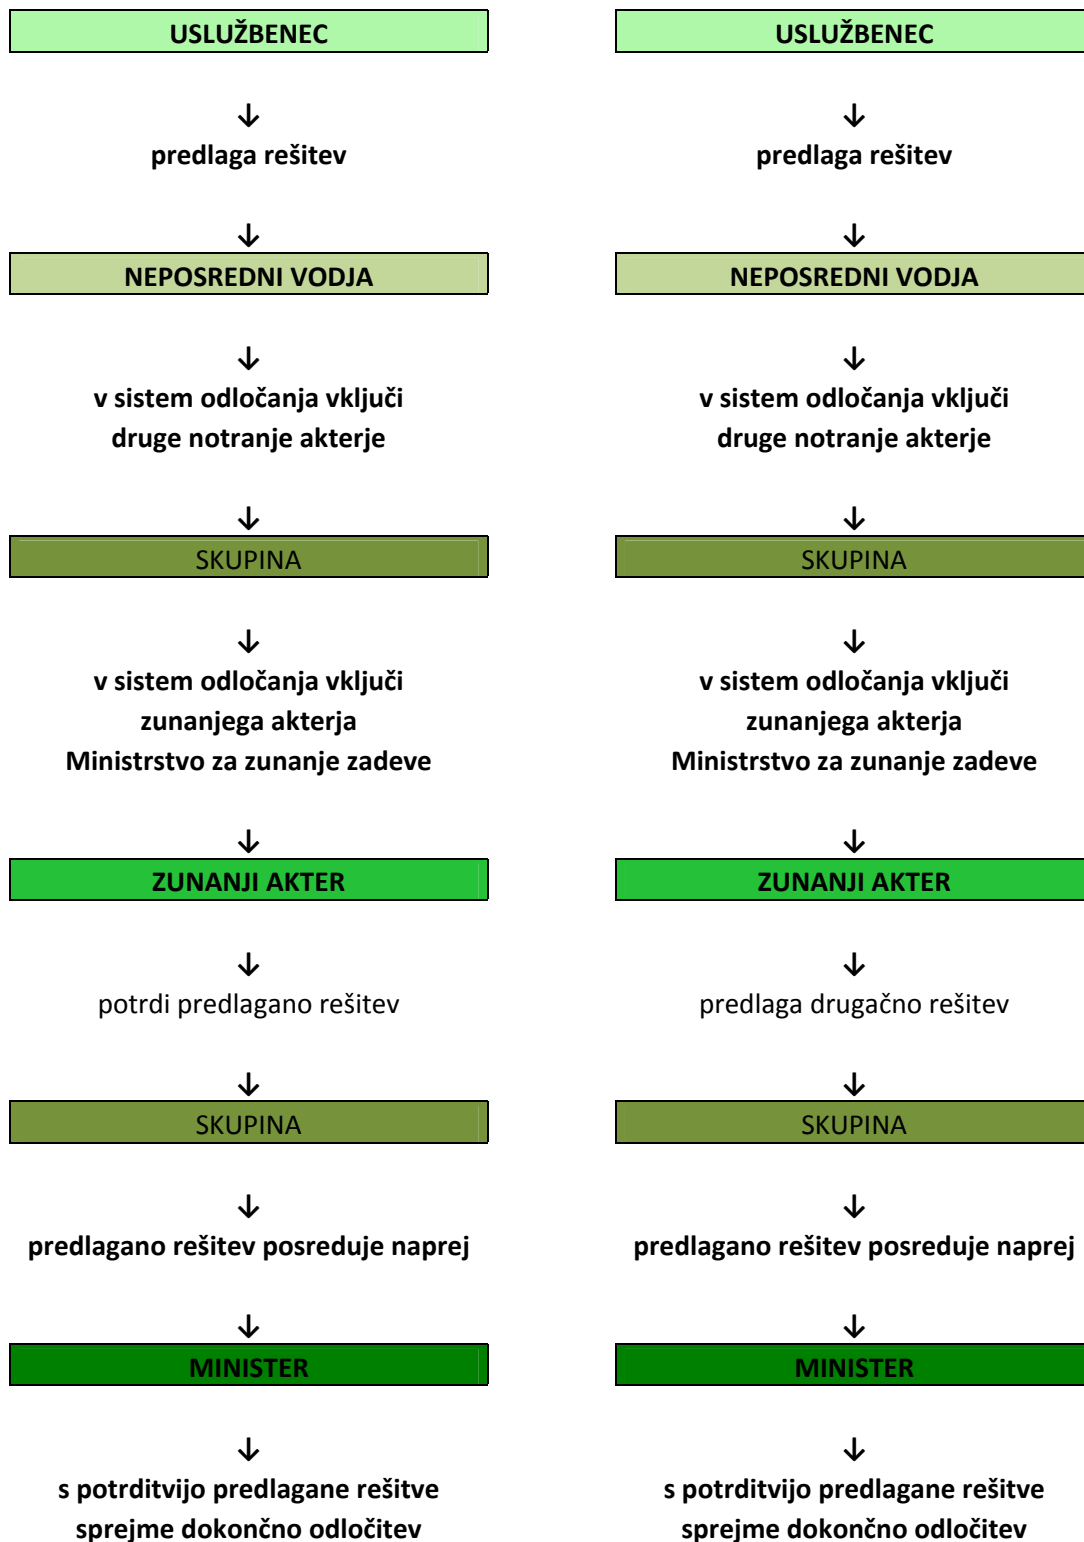 USLUŽBENEC
↓
predlaga rešitev
↓
NEPOSREDNI VODJA
↓
v sistem odločanja vključi
druge notranje akterje
↓
SKUPINA
↓
v sistem odločanja vključi
zunanjega akterja
Ministrstvo za zunanje zadeve
↓
ZUNANJI AKTER
↓
potrdi predlagano rešitev
↓
SKUPINA
↓
predlagano rešitev posreduje naprej
↓
MINISTER
↓
s potrditvijo predlagane rešitve
sprejme dokončno odločitev
USLUŽBENEC
↓
predlaga rešitev
↓
NEPOSREDNI VODJA
↓
v sistem odločanja vključi
druge notranje akterje
↓
SKUPINA
↓
v sistem odločanja vključi
zunanjega akterja
Ministrstvo za zunanje zadeve
↓
ZUNANJI AKTER
↓
predlaga drugačno rešitev
↓
SKUPINA
↓
predlagano rešitev posreduje naprej
↓
MINISTER
↓
s potrditvijo predlagane rešitve
sprejme dokončno odločitev